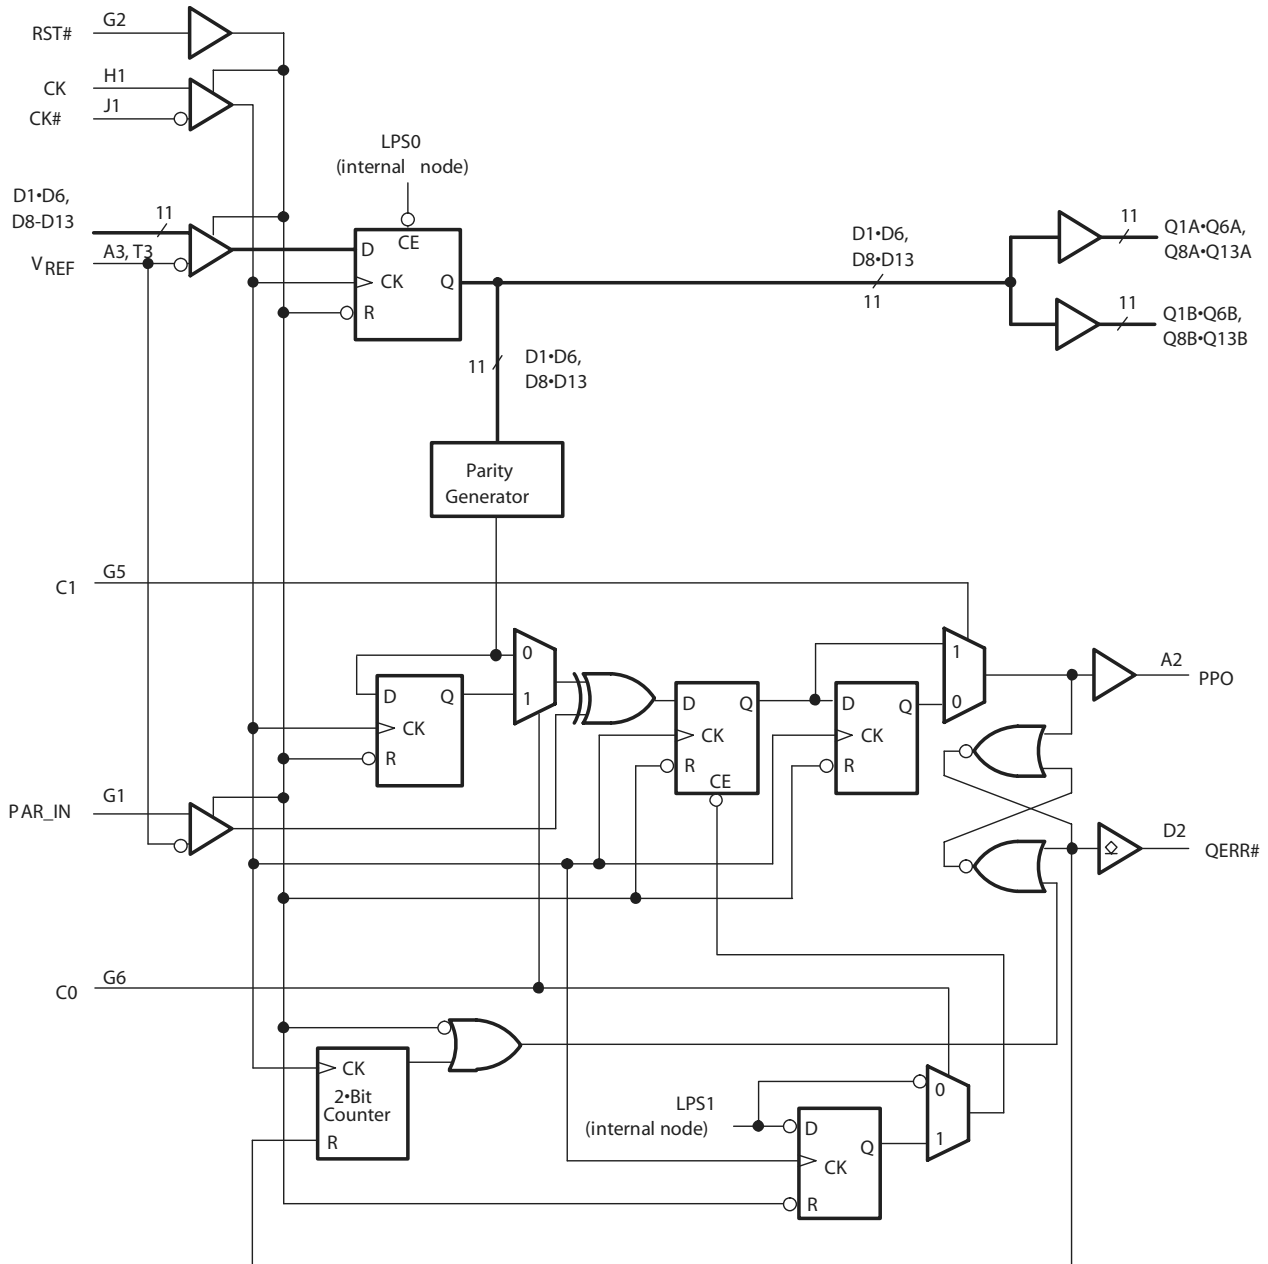 G2
RST#
H1
CK
J1
CK#
LPS0
(internal node)
D1•D6,
D8-D13
11
A3, T3
VREF
D
CE
CK
Q
R
D1•D6,
D8•D13
11
11
Q1A•Q6A,
Q8A•Q13A
11
Q1B•Q6B,
Q8B•Q13B
11
D1•D6,
D8•D13
Parity
Generator
G5
C1
0
1
D
Q
CK
R
D
Q
CK
R
CE
D
Q
CK
R
1
0
A2
PPO
G1
PAR_IN
D2
QERR#
G6
C0
CK
2•Bit
Counter
R
LPS1
(internal node)
D
Q
CK
R
0
1